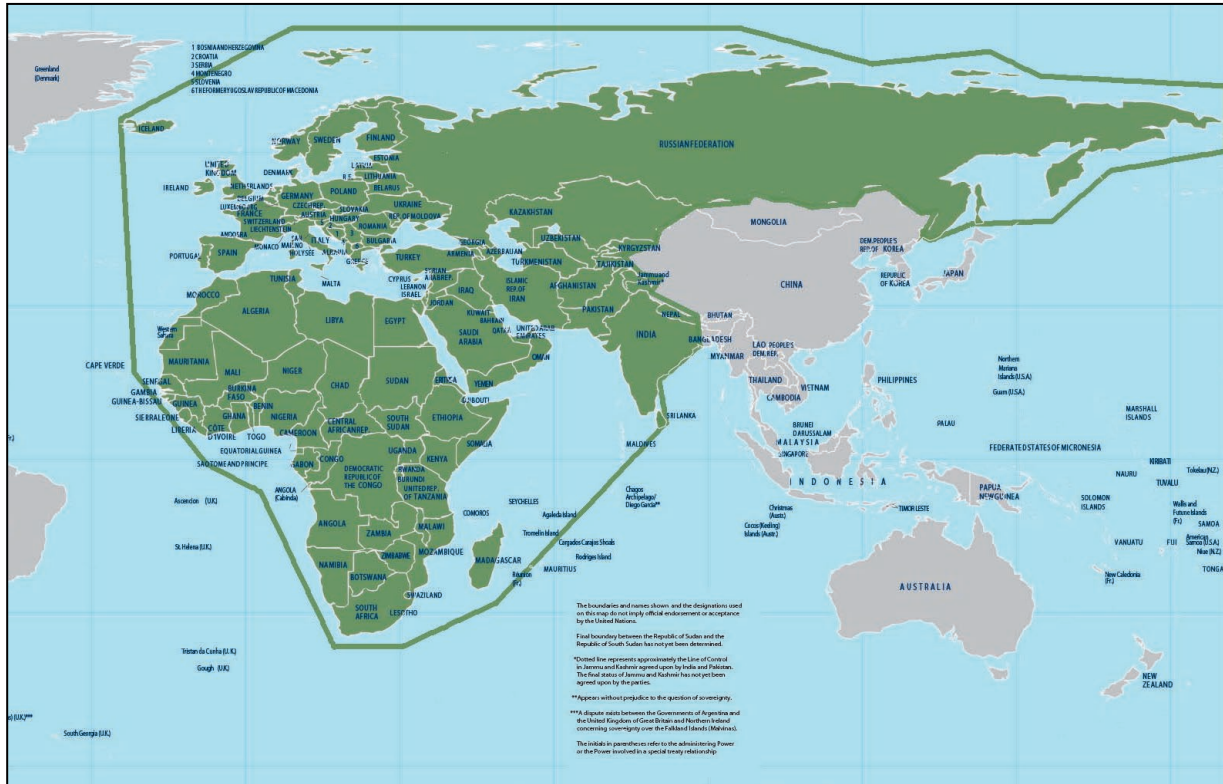 Greenland
(Denmark)
1 BOSNIA AND HERZEGOVINA
2 CROATIA
3 SERBIA
4 MONTENEGRO
5 SLOVENIA
6 THE FORMER YUGOSLAV REPUBLIC OF MACEDONIA
ICELAND
NORWAY
SWEDEN
FINLAND
RUSSIAN FEDERATION
ESTONIA
UNITED
KINGDOM
DENMARK
LITHUANIA
IRELAND
NETHERLANDS
BELARUS
BELGIUM
GERMANY
POLAND
LUXEMBOURG
CZECH REP.
UKRAINE
FRANCE
SLOVAKIA
AUSTRIA
HUNGARY
REP. OF MOLDOVA
KAZAKHSTAN
MONGOLIA
SWITZERLAND
LIECHTENSTEIN
ROMANIA
ANDORRA
MONACO
SAN
MARINO
ITALY
HOLY SEE
BULGARIA
ALBANIA
GREECE
GEORGIA
ARMENIA
AZERBAIJAN
UZBEKISTAN
KYRGYZSTAN
DEM. PEOPLE'S
REP. OF KOREA
PORTUGAL
SPAIN
TURKEY
TURKMENISTAN
TAJIKISTAN
REPUBLIC
OF KOREA
JAPAN
TUNISIA
MALTA
CYPRUS
SYRIAN
ARAB REP.
LEBANON
ISRAEL
Jammu and
Kashmir*
CHINA
MOROCCO
IRAQ
ISLAMIC
REP. OF
IRAN
AFGHANISTAN
JORDAN
ALGERIA
LIBYA
EGYPT
KUWAIT
BAHRAIN
PAKISTAN
NEPAL
BHUTAN
Western
Sahara
SAUDI
ARABIA
QATAR
UNITED ARAB
EMIRATES
INDIA
BANGLADESH
OMAN
MYANMAR
LAO PEOPLE'S
DEM. REP.
CAPE VERDE
MAURITANIA
MALI
NIGER
CHAD
SUDAN
ERITREA
YEMEN
THAILAND
VIETNAM
PHILIPPINES
Northern
Mariana
Islands (U.S.A)
Guam (U.S.A.)
SENEGAL
GAMBIA
GUINEA-BISSAU
GUINEA
BURKINA
FASO
BENIN
DJIBOUTI
CAMBODIA
MARSHALL
ISLANDS
SIERRA LEONE
LIBERIA
CÔTE
D'IVOIRE
GHANA
TOGO
NIGERIA
CAMEROON
CENTRAL
AFRICAN REP.
SOUTH
SUDAN
ETHIOPIA
SRI LANKA
BRUNEI
DARUSSALAM
PALAU
FEDERATED STATES OF MICRONESIA
EQUATORIAL GUINEA
SAO TOME AND PRINCIPE
GABON
CONGO
UGANDA
KENYA
SOMALIA
MALDIVES
MALAYSIA
SINGAPORE
KIRIBATI
NAURU
Tokelau (N.Z.)
TUVALU
DEMOCRATIC
REPUBLIC OF
THE CONGO
RWANDA
BURUNDI
UNITED REP.
OF TANZANIA
INDONESIA
PAPUA
NEW GUINEA
SOLOMON
ISLANDS
Ascension (U.K.)
ANGOLA
(Cabinda)
SEYCHELLES
COMOROS
Agaleda Island
Chagos
Archipelago/
Diego Garcia**
Christmas
(Austr.)
Cocos (Keeling)
Islands (Austr.)
TIMOR LESTE
Wallis and
Futuna Islands
(Fr.)
SAMOA
American
Samoa (U.S.A.)
ANGOLA
ZAMBIA
MALAWI
Tromelin Island
Cargados Carajos Shoals
St. Helena (U.K.)
ZIMBABWE
MOZAMBIQUE
MADAGASCAR
Rodriges Island
MAURITIUS
Réunion
(Fr.)
VANUATU
FIJI
Niue (N.Z.)
TONGA
New Caledonia
(Fr.)
NAMIBIA
BOTSWANA
SWAZILAND
AUSTRALIA
SOUTH
AFRICA
LESOTHO
Tristan da Cunha (U.K.)
Gough (U.K.)
South Georgia (U.K.)
NEW
ZEALAND
The boundaries and names shown and the designations used
on this map do not imply official endorsement or acceptance
by the United Nations.
Final boundary between the Republic of Sudan and the
Republic of South Sudan has not yet been determined.
*Dotted line represents approximately the Line of Control
in Jammu and Kashmir agreed upon by India and Pakistan.
The final status of Jammu and Kashmir has not yet been
agreed upon by the parties.
**Appears without prejudice to the question of sovereignty.
***A dispute exists between the Governments of Argentina and
the United Kingdom of Great Britain and Northern Ireland
concerning sovereignty over the Falkland Islands (Malvinas).
The initials in parentheses refer to the administering Power
or the Power involved in a special treaty relationship